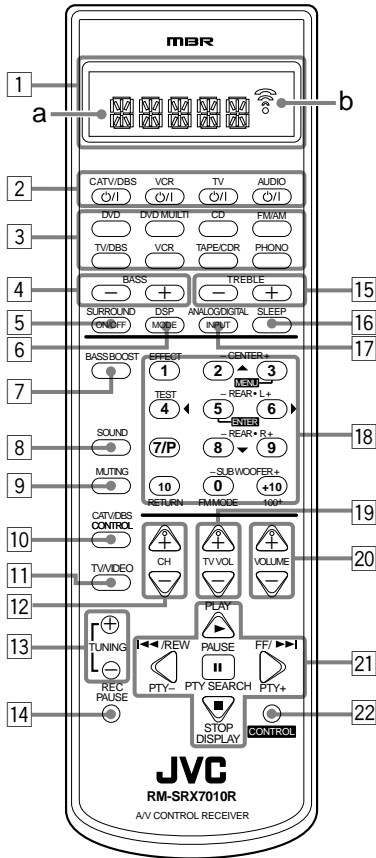 MBR
1
a
b
2
CATV/DBS VCR TV AUDIO
⏻/I ⏻/I ⏻/I ⏻/I
3
DVD DVD MUILTI CD FM/AM
TV/DBS VCR TAPE/CDR PHONO
4
BASS TREBLE
– + – +
15
5
SURROUND DSP ANALOG/DIGITAL SLEEP
ON/OFF MODE INPUT
16
6
17
7
BASS BOOST EFFECT – CENTER +
1 2 3
MENU
TEST – REAR • L +
4 5 6
ENTER
18
8
SOUND – REAR • R +
7/P 8 9
9
MUTING – SUBWOOFER +
10 0 +10
RETURN FM MODE 100+
10
CATV/DBS
CONTROL
19
11
TV/VIDEO
+ + +
CH TV VOL VOLUME
– – –
20
12
13
+
TUNING
–
PLAY
⏮/REW PAUSE FF/⏭
PTY– PTY SEARCH PTY+
21
REC
PAUSE
14
STOP
DISPLAY
CONTROL
22
JVC
RM-SRX7010R
A/V CONTROL RECEIVER